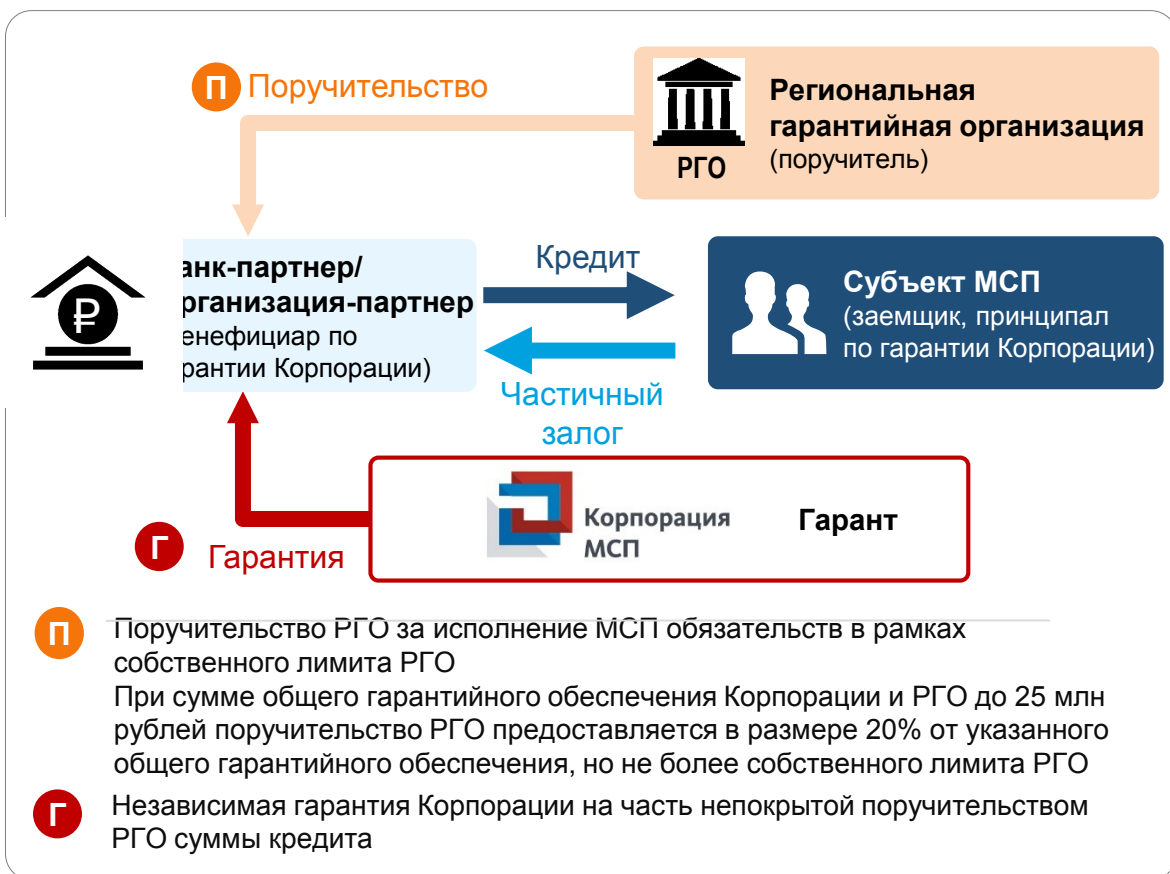 П Поручительство
Региональная
гарантийная организация
(поручитель)
РГО
анк-партнер/
рганизация-партнер
енефициар по
рантии Корпорации)
₽
Кредит
Частичный
залог
Субъект МСП
(заемщик, принципал
по гарантии Корпорации)
Корпорация
МСП
Гарант
Г Гарантия
П Поручительство РГО за исполнение МСП обязательств в рамках
собственного лимита РГО
При сумме общего гарантийного обеспечения Корпорации и РГО до 25 млн
рублей поручительство РГО предоставляется в размере 20% от указанного
общего гарантийного обеспечения, но не более собственного лимита РГО
Г Независимая гарантия Корпорации на часть непокрытой поручительством
РГО суммы кредита